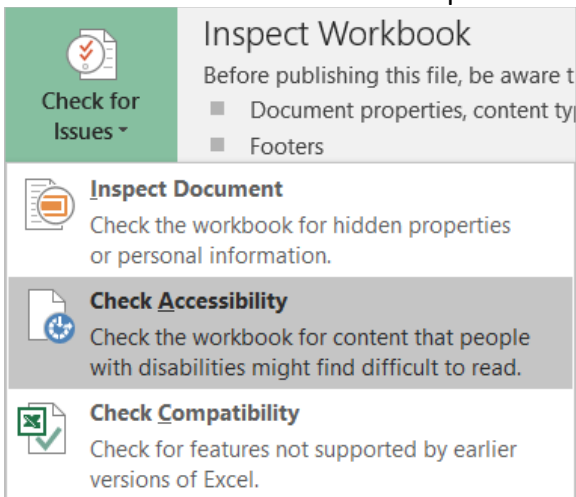 Inspect Workbook
Before publishing this file, be aware t
Check for
Issues
Document properties, content ty
Footers
Inspect Document
Check the workbook for hidden properties
or personal information.
Check Accessibility
Check the workbook for content that people
with disabilities might find difficult to read.
Check Compatibility
Check for features not supported by earlier
versions of Excel.